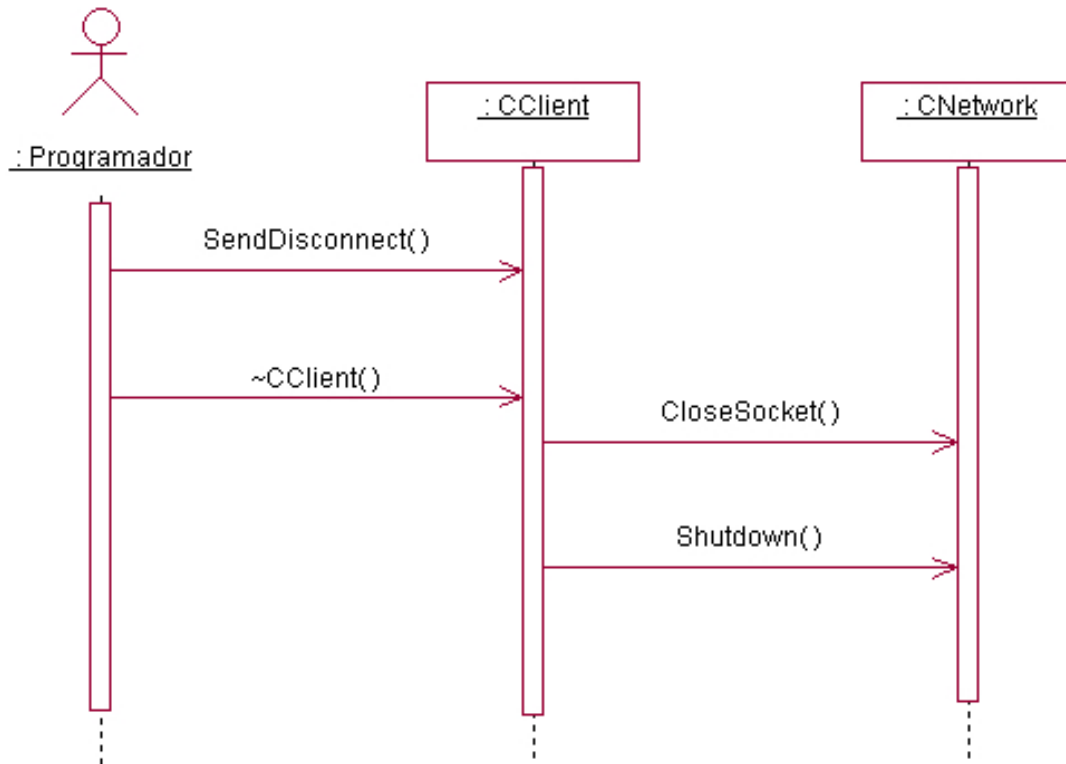 : CClient
: CNetwork
: Programador
SendDisconnect()
~CClient()
CloseSocket()
Shutdown()